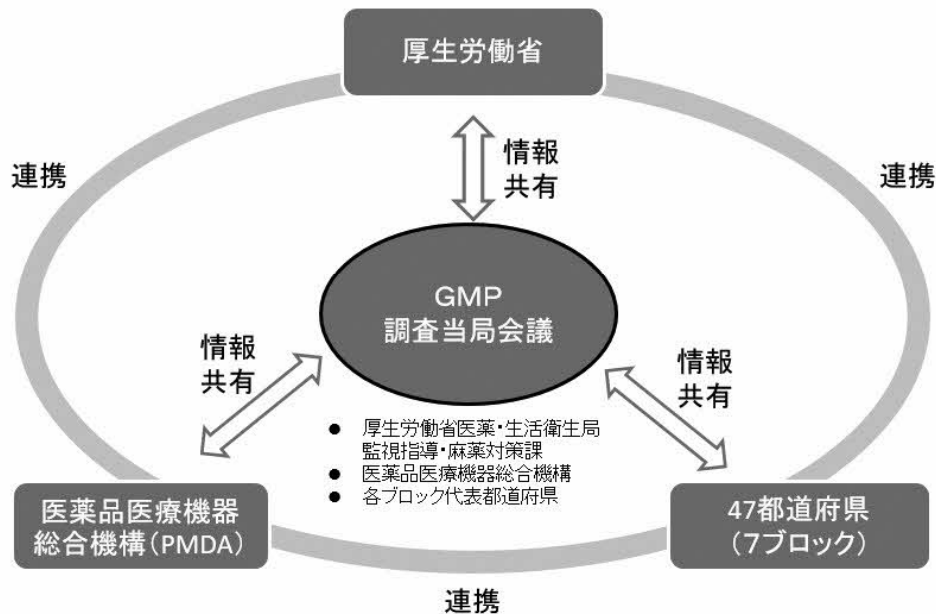 厚生労働省
連携
情報
共有
連携
GMP
調査当局会議
情報
共有
情報
共有
● 厚生労働省医薬・生活衛生局
監視指導・麻薬対策課
● 医薬品医療機器総合機構
● 各ブロック代表都道府県
医薬品医療機器
総合機構(PMDA)
47都道府県
(7ブロック)
連携